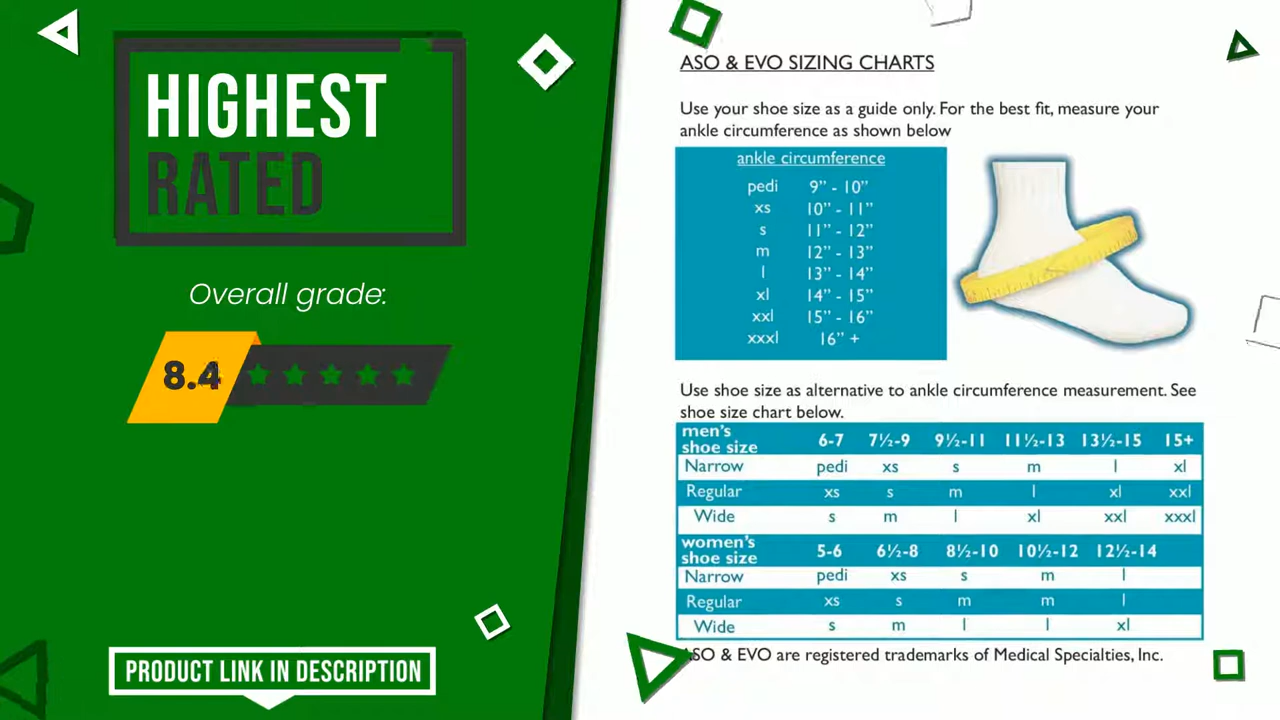 HIGHEST
RATED
Overall grade:
8.4
PRODUCT LINK IN DESCRIPTION
ASO & EVO SIZING CHARTS
Use your shoe size as a guide only. For the best fit, measure your
ankle circumference as shown below
ankle circumference
pedi 9” - 10”
xs 10” - 11”
s 11” - 12”
m 12” - 13”
l 13” - 14”
xl 14” - 15”
xxl 15” - 16”
xxxl 16” +
Use shoe size as alternative to ankle circumference measurement. See
shoe size chart below.
men’s
shoe size 6-7 7½-9 9½-11 11½-13 13½-15 15+
Narrow pedi xs s m l xl
Regular xs s m l xl xxl
Wide s m l xl xxl xxxl
women’s
shoe size 5-6 6½-8 8½-10 10½-12 12½-14
Narrow pedi xs s m l
Regular xs s m m l
Wide s m l l xl
ASO & EVO are registered trademarks of Medical Specialties, Inc.